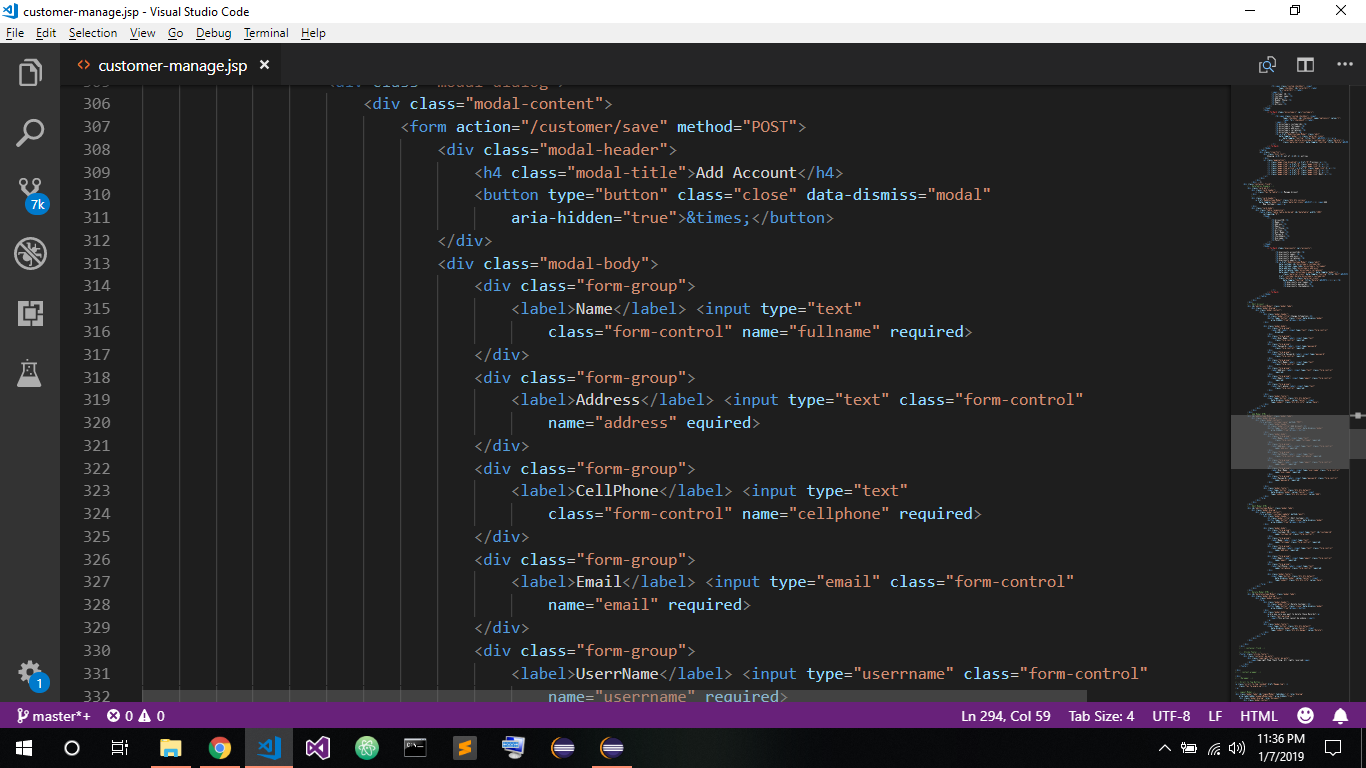 customer-manage.jsp - Visual Studio Code
File Edit Selection View Go Debug Terminal Help
<> customer-manage.jsp ×
306 <div class="modal-content">
307 <form action="/customer/save" method="POST">
308 <div class="modal-header">
309 <h4 class="modal-title">Add Account</h4>
310 <button type="button" class="close" data-dismiss="modal"
311 aria-hidden="true">&times;</button>
312 </div>
313 <div class="modal-body">
314 <div class="form-group">
315 <label>Name</label> <input type="text"
316 class="form-control" name="fullname" required>
317 </div>
318 <div class="form-group">
319 <label>Address</label> <input type="text" class="form-control"
320 name="address" equired>
321 </div>
322 <div class="form-group">
323 <label>CellPhone</label> <input type="text"
324 class="form-control" name="cellphone" required>
325 </div>
326 <div class="form-group">
327 <label>Email</label> <input type="email" class="form-control"
328 name="email" required>
329 </div>
330 <div class="form-group">
331 <label>UserrName</label> <input type="userrname" class="form-control"
332 name="userrname" required>
7k
1
master*+ 0 0 Ln 294, Col 59 Tab Size: 4 UTF-8 LF HTML
11:36 PM
1/7/2019